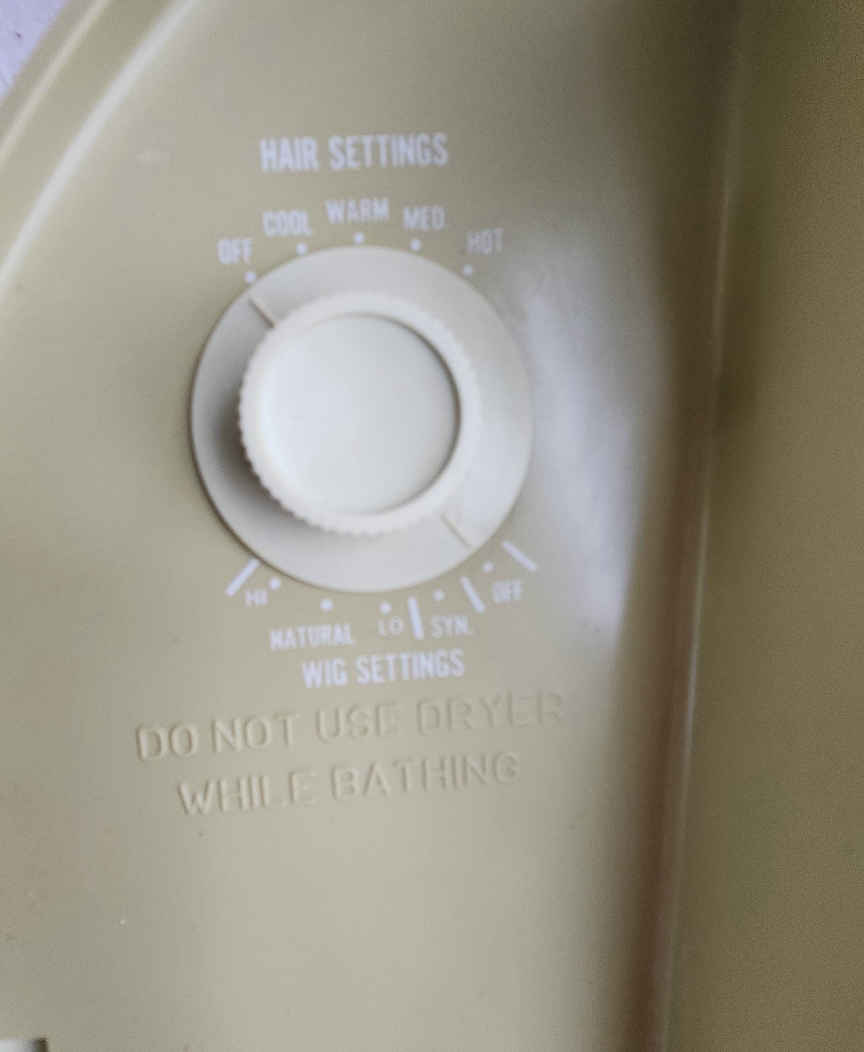 HAIR SETTINGS
OFF COOL WARM MED. HOT
HI NATURAL LO SYN. OFF
WIG SETTINGS
DO NOT USE DRYER
WHILE BATHING